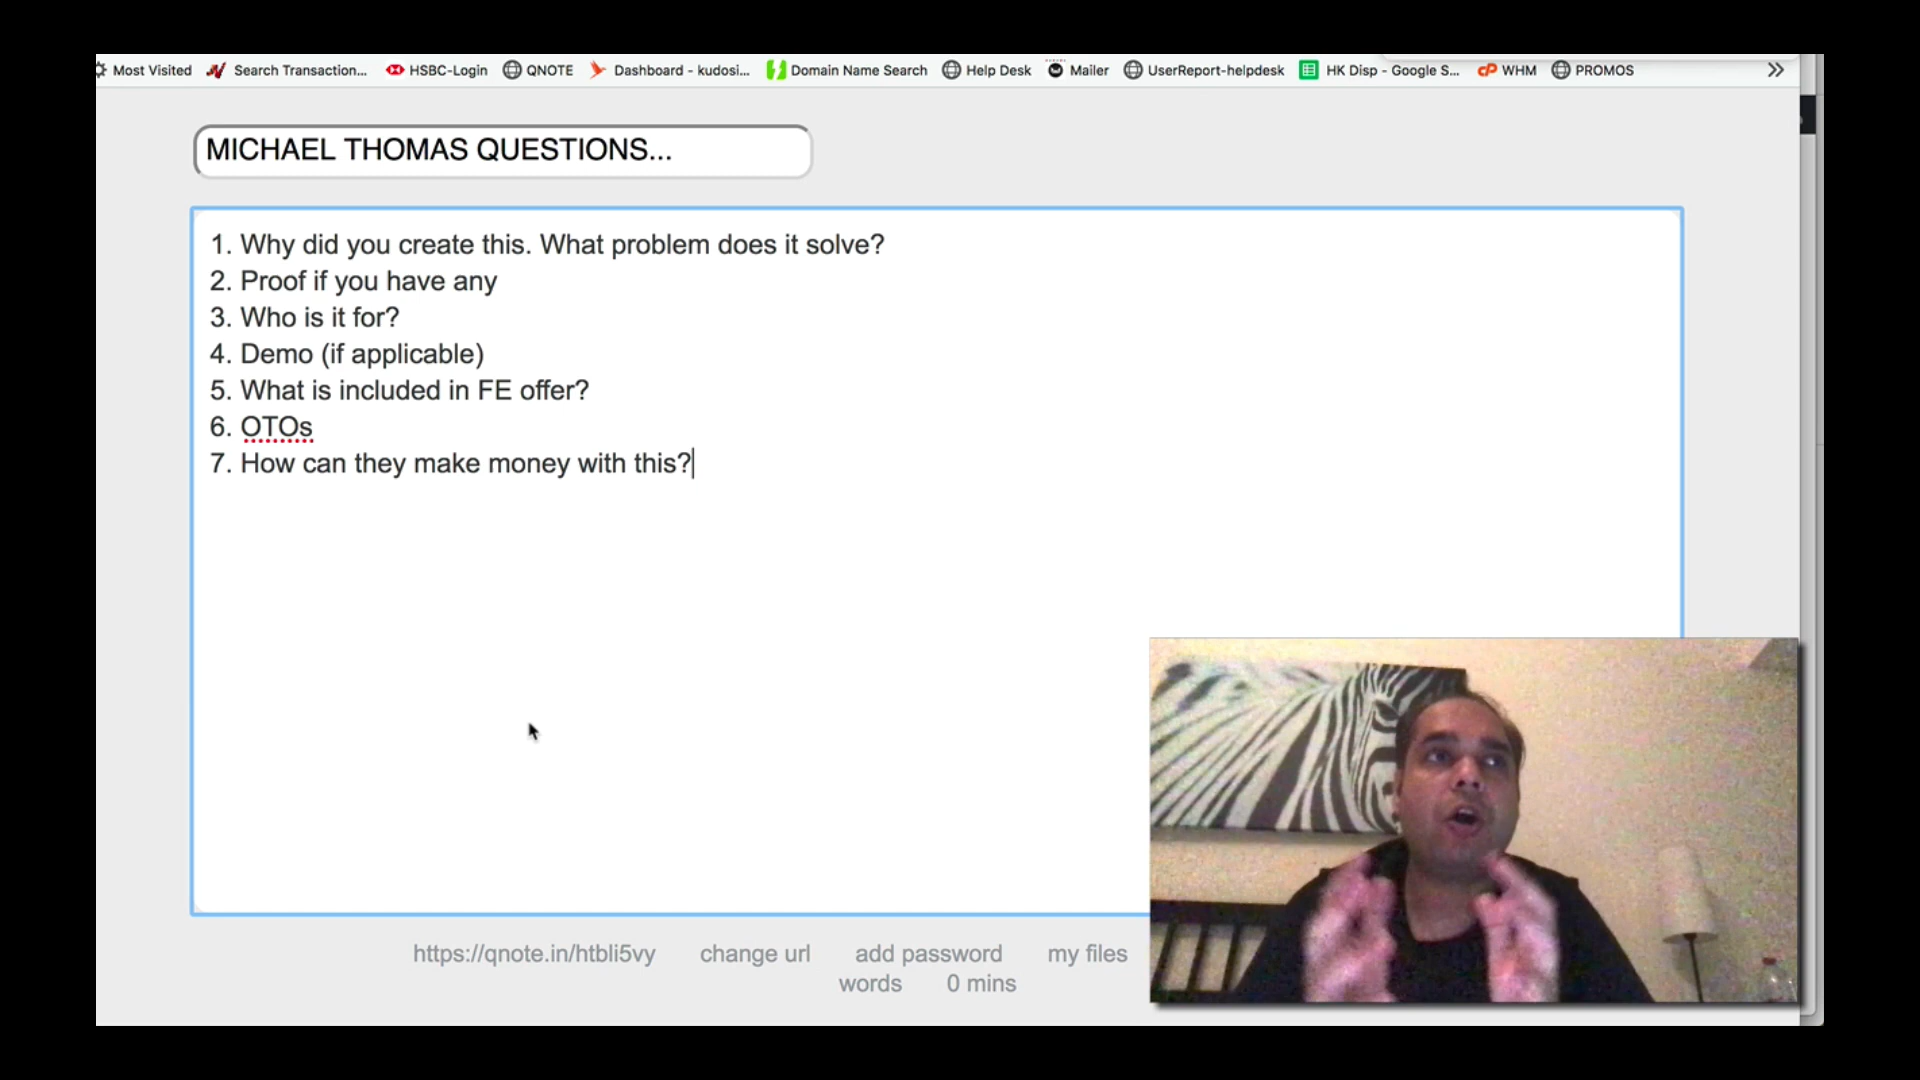 Most Visited Search Transaction... HSBC-Login QNOTE Dashboard - kudosi... Domain Name Search Help Desk Mailer UserReport-helpdesk HK Disp - Google S... cP WHM PROMOS
MICHAEL THOMAS QUESTIONS...
1. Why did you create this. What problem does it solve?
2. Proof if you have any
3. Who is it for?
4. Demo (if applicable)
5. What is included in FE offer?
6. OTOs
7. How can they make money with this?
https://qnote.in/htbli5vy change url add password my files
words 0 mins